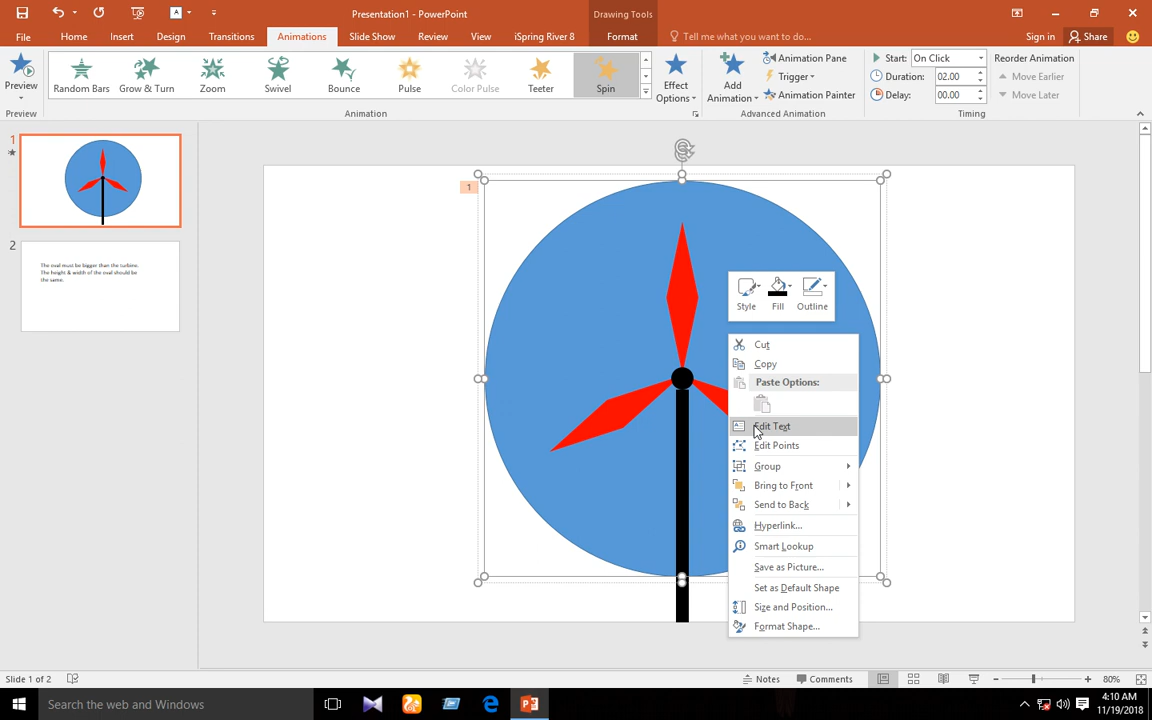 Presentation1 - PowerPoint
Drawing Tools
File Home Insert Design Transitions Animations Slide Show Review View iSpring River 8 Format Tell me what you want to do... Sign in Share
Preview
Random Bars Grow & Turn Zoom Swivel Bounce Pulse Color Pulse Teeter Spin
Effect Options
Add Animation
Animation Pane
Trigger
Animation Painter
Start: On Click
Duration: 02.00
Delay: 00.00
Reorder Animation
Move Earlier
Move Later
Preview Animation Advanced Animation Timing
1
2
The oval must be bigger than the turbine.
The height & width of the oval should be
the same.
1
Style Fill Outline
Cut
Copy
Paste Options:
Edit Text
Edit Points
Group
Bring to Front
Send to Back
Hyperlink...
Smart Lookup
Save as Picture...
Set as Default Shape
Size and Position...
Format Shape...
Slide 1 of 2 Notes Comments 80%
Search the web and Windows
4:10 AM
11/19/2018